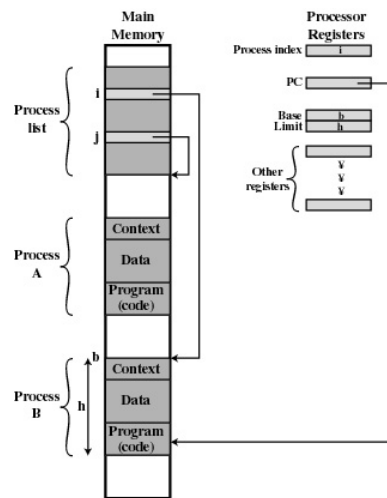 Main
Memory
Processor
Registers
Process index
i
PC
Base
b
Limit
h
Other
registers
¥
¥
¥
Process
list
i
j
Process
A
Context
Data
Program
(code)
Process
B
b
h
Context
Data
Program
(code)